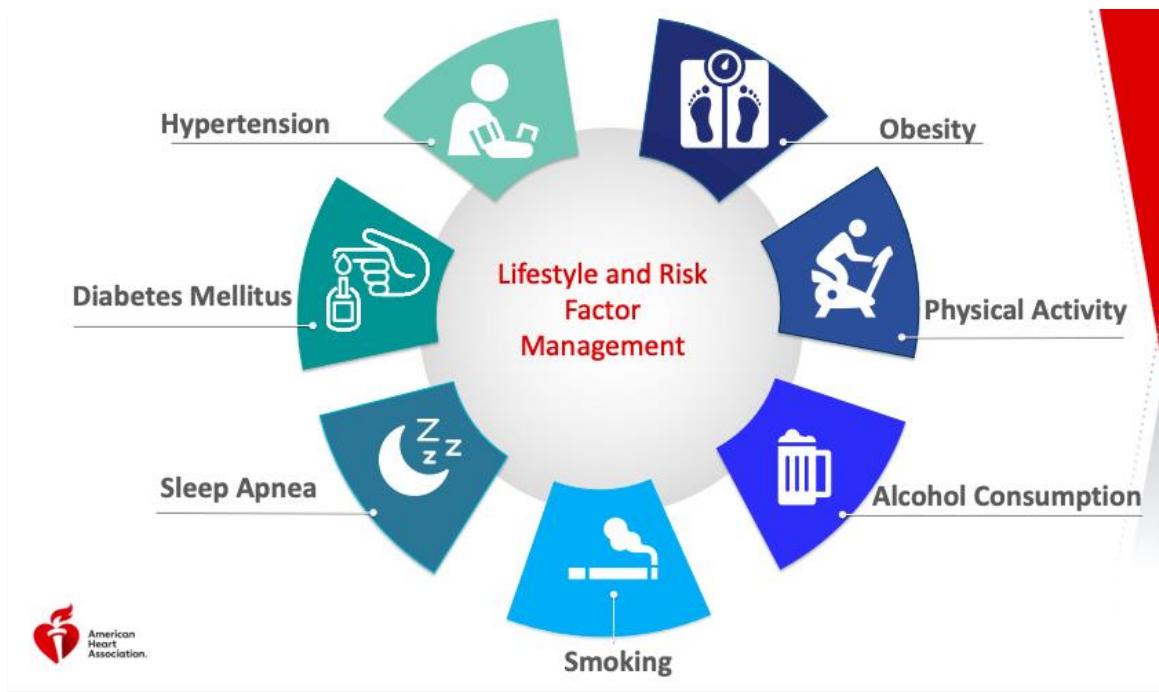 Hypertension
Obesity
Lifestyle and Risk
Factor
Management
Diabetes Mellitus
Physical Activity
Sleep Apnea
Z Z
Z
Alcohol Consumption
Smoking
American
Heart
Association.